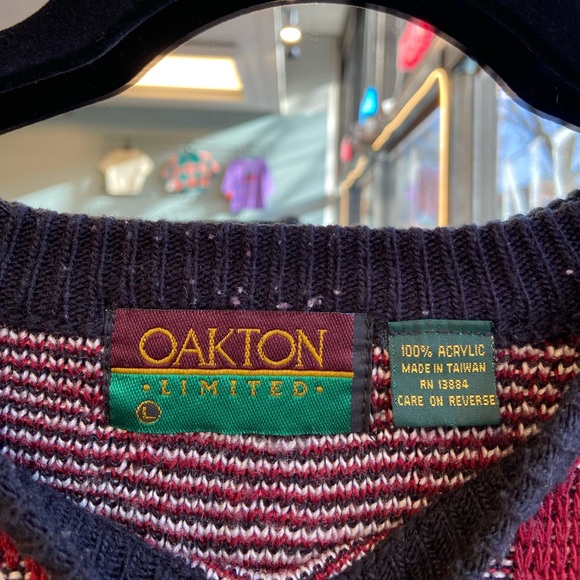 OAKTON
• LIMITED •
L
100% ACRYLIC
MADE IN TAIWAN
RN 13884
CARE ON REVERSE